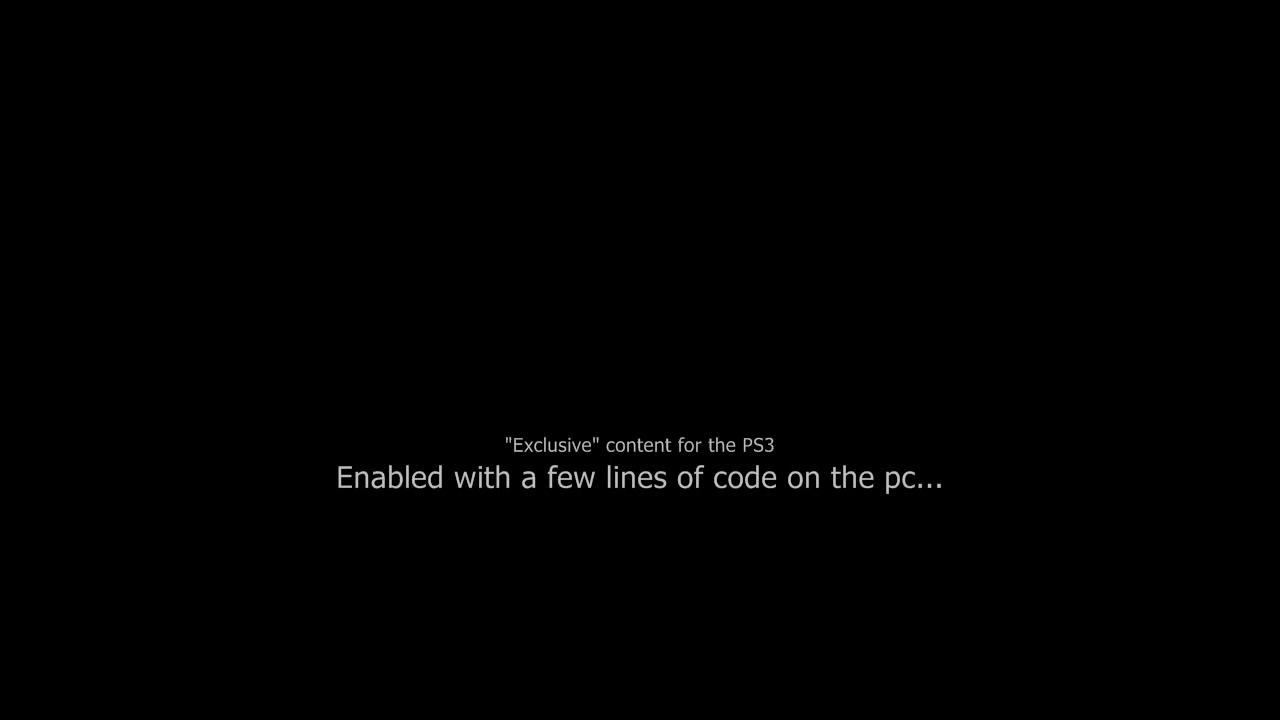 "Exclusive" content for the PS3
Enabled with a few lines of code on the pc...